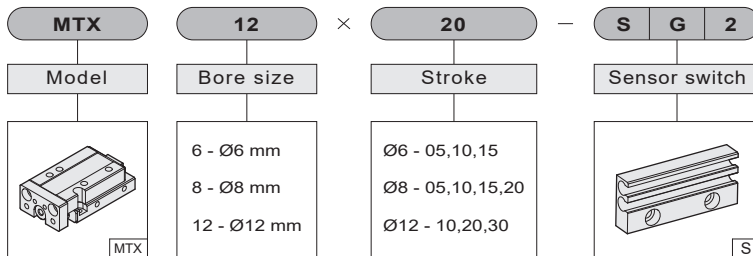 MTX 12 × 20 – S G 2
Model Bore size Stroke Sensor switch
6 - Ø6 mm Ø6 - 05,10,15
8 - Ø8 mm Ø8 - 05,10,15,20
12 - Ø12 mm Ø12 - 10,20,30
MTX S